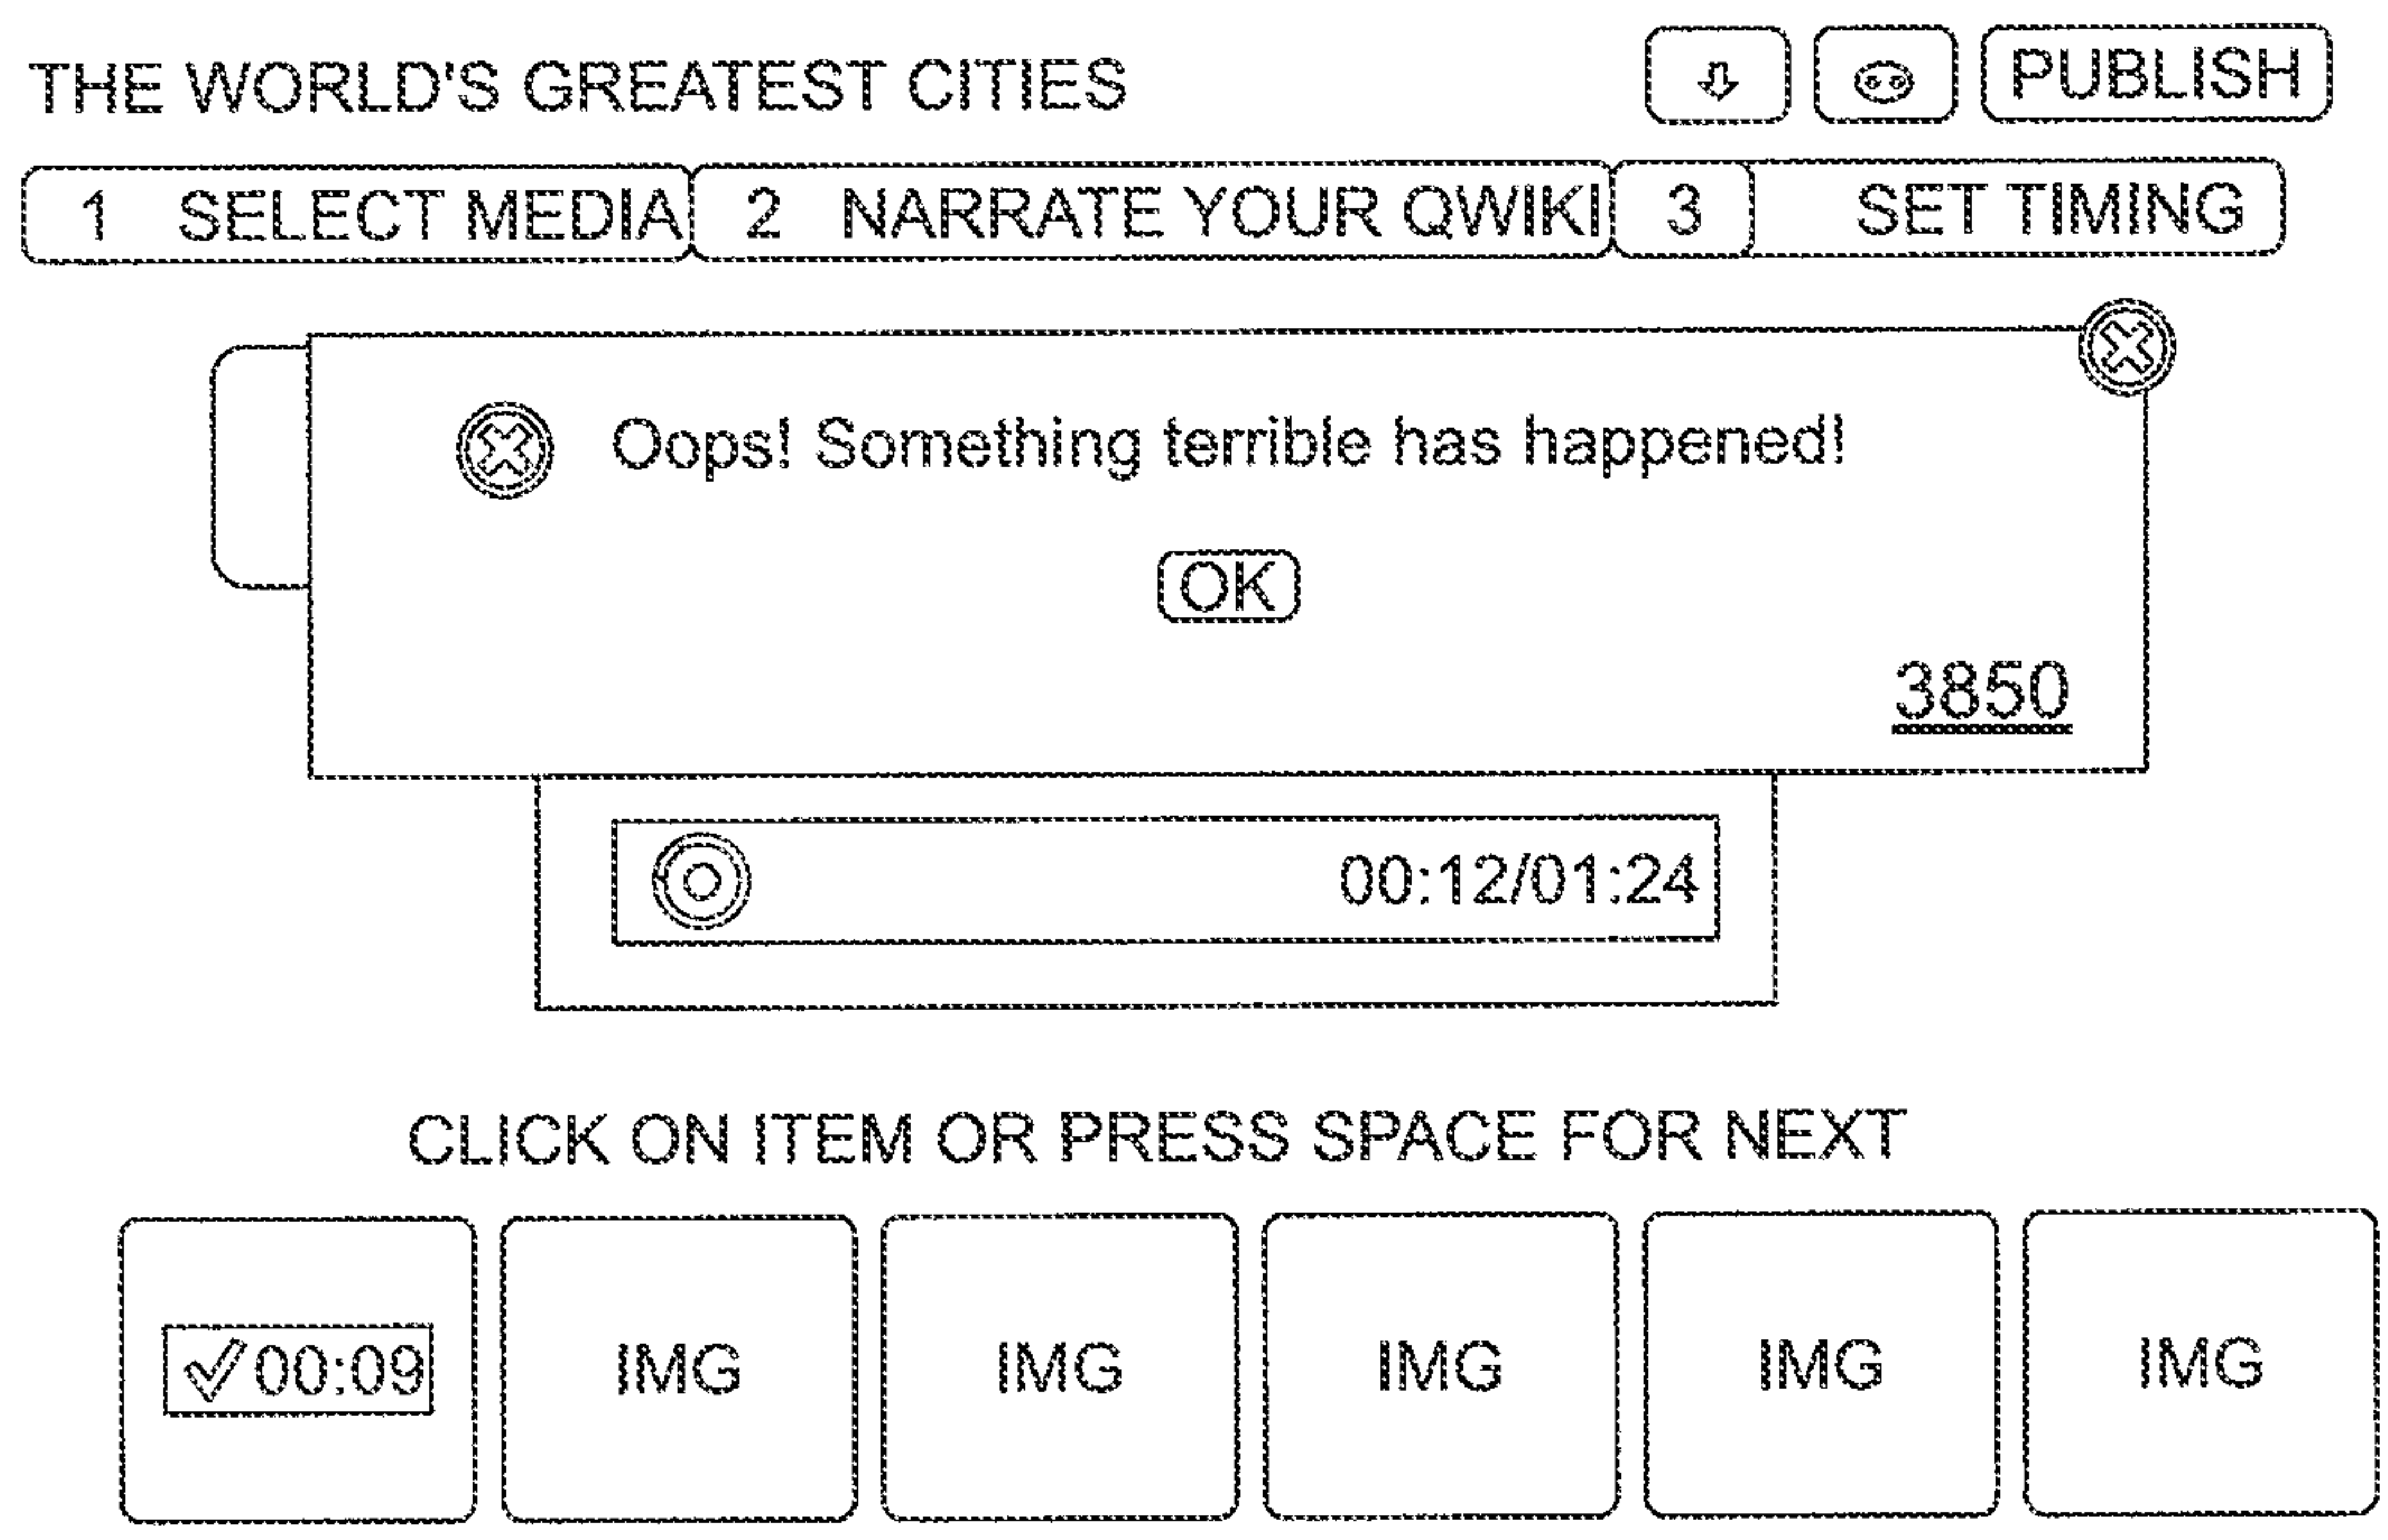 THE WORLD'S GREATEST CITIES PUBLISH
1 SELECT MEDIA 2 NARRATE YOUR QWIKI 3 SET TIMING
Oops! Something terrible has happened!
OK
3850
00:12/01:24
CLICK ON ITEM OR PRESS SPACE FOR NEXT
00:09 IMG IMG IMG IMG IMG